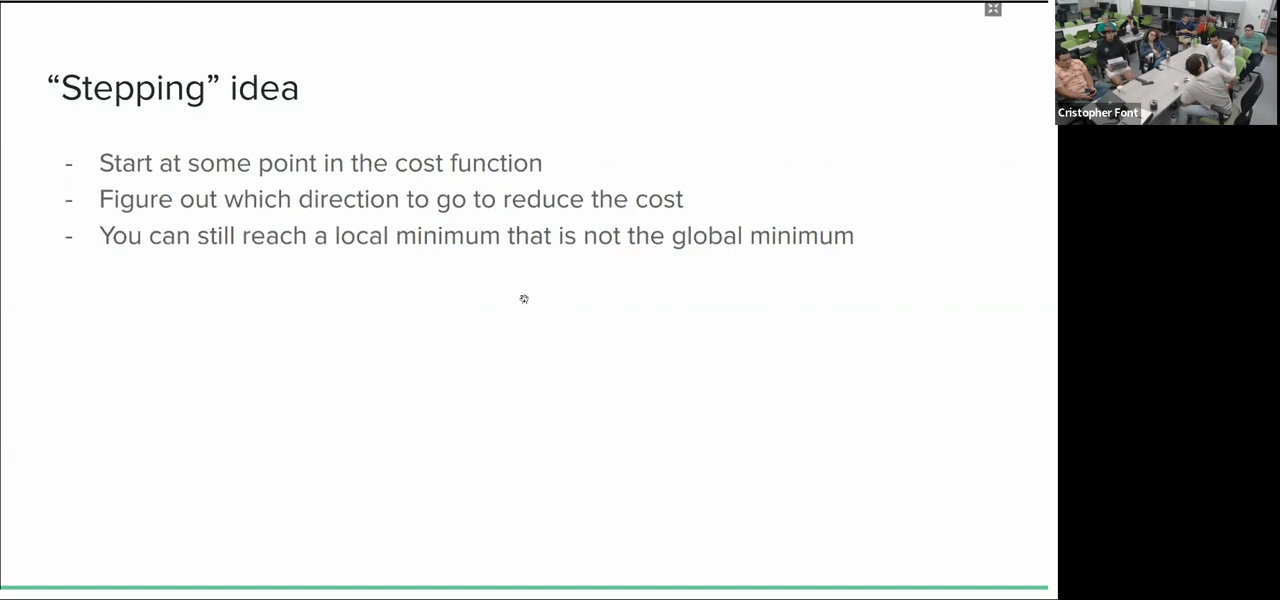 “Stepping” idea
- Start at some point in the cost function
- Figure out which direction to go to reduce the cost
- You can still reach a local minimum that is not the global minimum
Cristopher Font